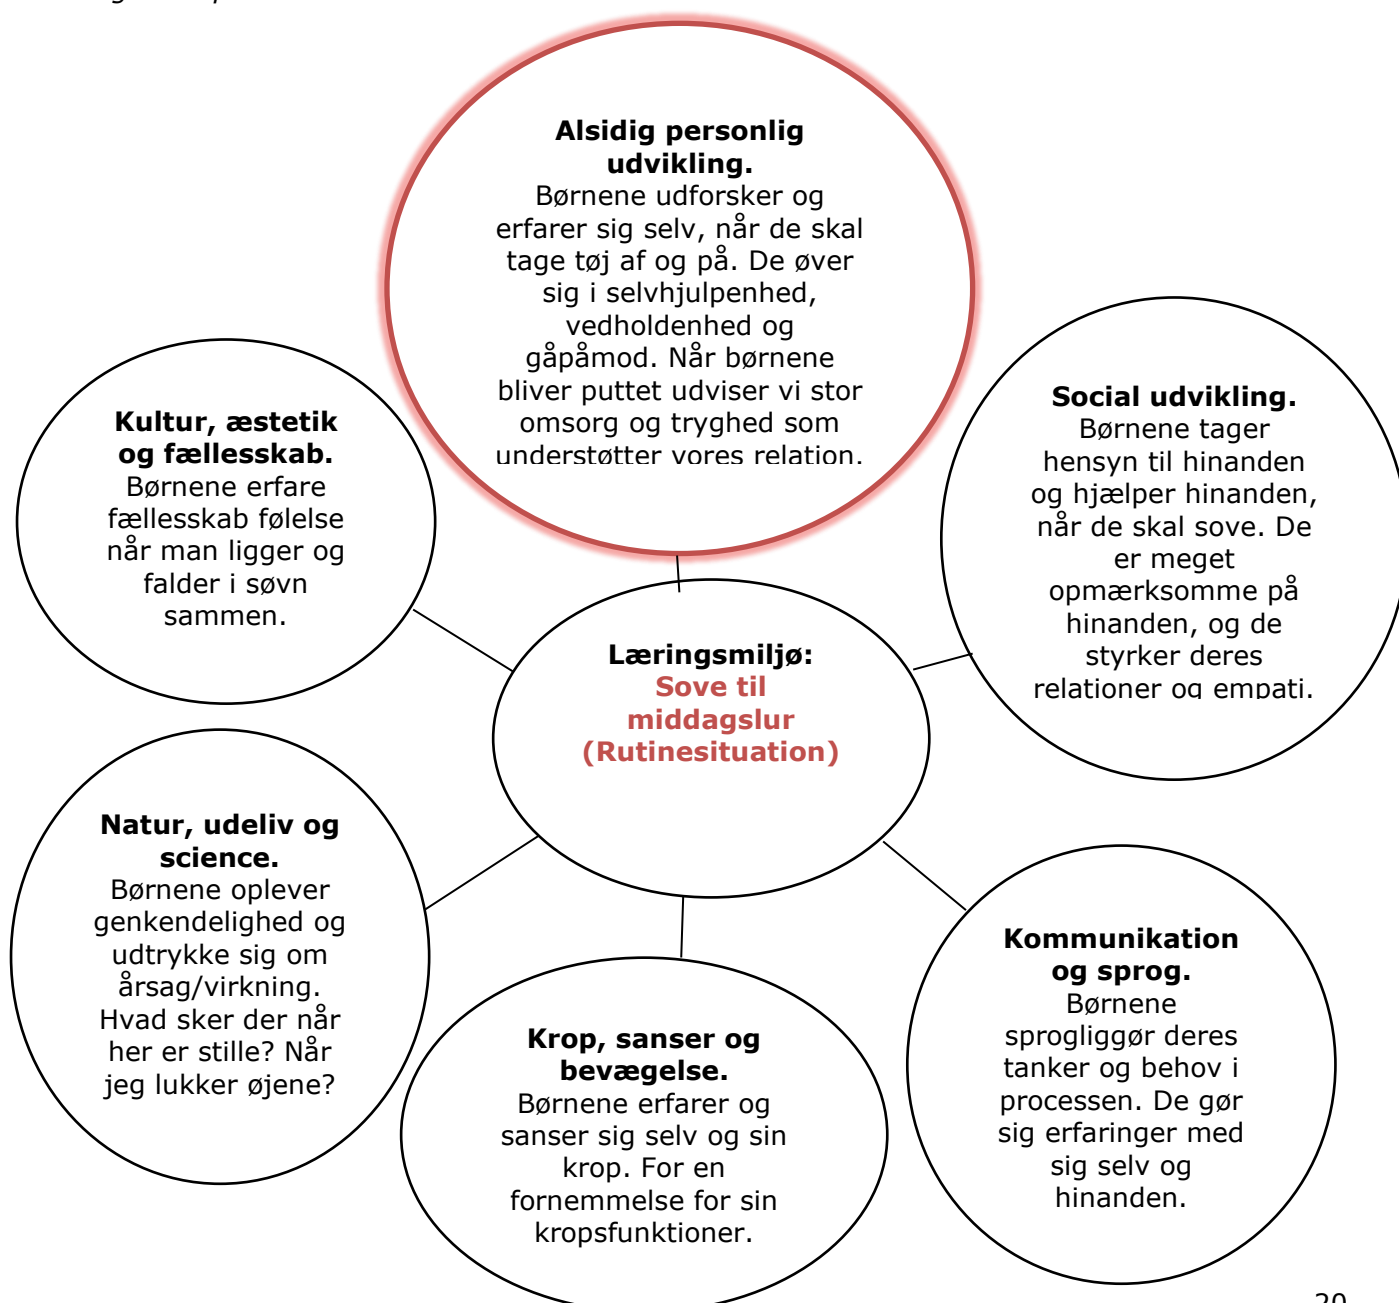 Alsidig personlig
udvikling.
Børnene udforsker og
erfarer sig selv, når de skal
tage tøj af og på. De øver
sig i selvhjulpenhed,
vedholdenhed og
gåpåmod. Når børnene
bliver puttet udviser vi stor
omsorg og tryghed som
understøtter vores relation.
Kultur, æstetik
og fællesskab.
Børnene erfare
fællesskab følelse
når man ligger og
falder i søvn
sammen.
Social udvikling.
Børnene tager
hensyn til hinanden
og hjælper hinanden,
når de skal sove. De
er meget
opmærksomme på
hinanden, og de
styrker deres
relationer og empati.
Læringsmiljø:
Sove til
middagslur
(Rutinesituation)
Natur, udeliv og
science.
Børnene oplever
genkendelighed og
udtrykke sig om
årsag/virkning.
Hvad sker der når
her er stille? Når
jeg lukker øjene?
Krop, sanser og
bevægelse.
Børnene erfarer og
sanser sig selv og sin
krop. For en
fornemmelse for sin
kropsfunktioner.
Kommunikation
og sprog.
Børnene
sprogliggør deres
tanker og behov i
processen. De gør
sig erfaringer med
sig selv og
hinanden.
20